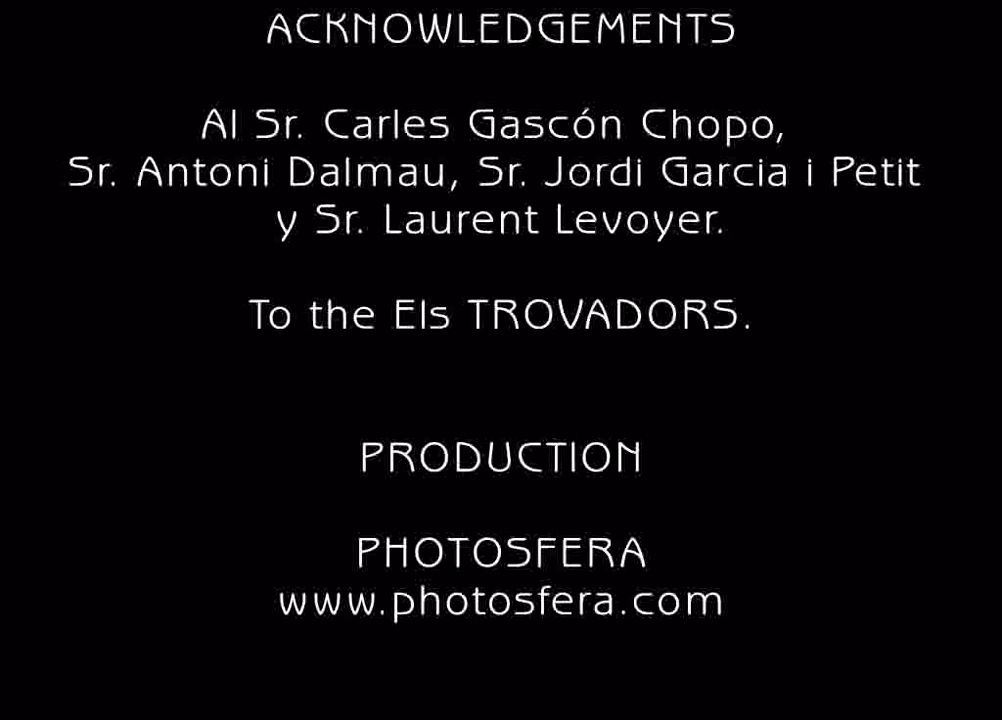 ACKNOWLEDGEMENTS
Al Sr. Carles Gascón Chopo,
Sr. Antoni Dalmau, Sr. Jordi Garcia i Petit
y Sr. Laurent Levoyer.
To the Els TROVADORS.
PRODUCTION
PHOTOSFERA
www.photosfera.com